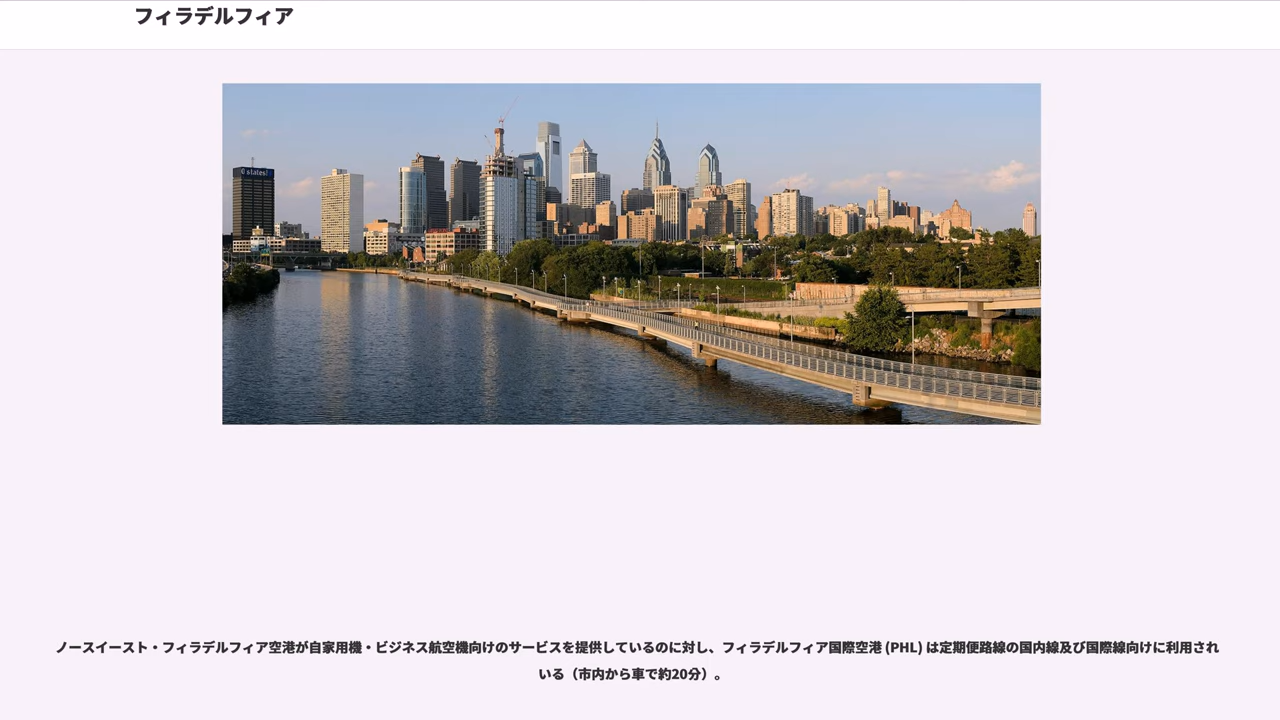 フィラデルフィア
ノースイースト・フィラデルフィア空港が自家用機・ビジネス航空機向けのサービスを提供しているのに対し、フィラデルフィア国際空港 (PHL) は定期便路線の国内線及び国際線向けに利用され
いる（市内から車で約20分）。